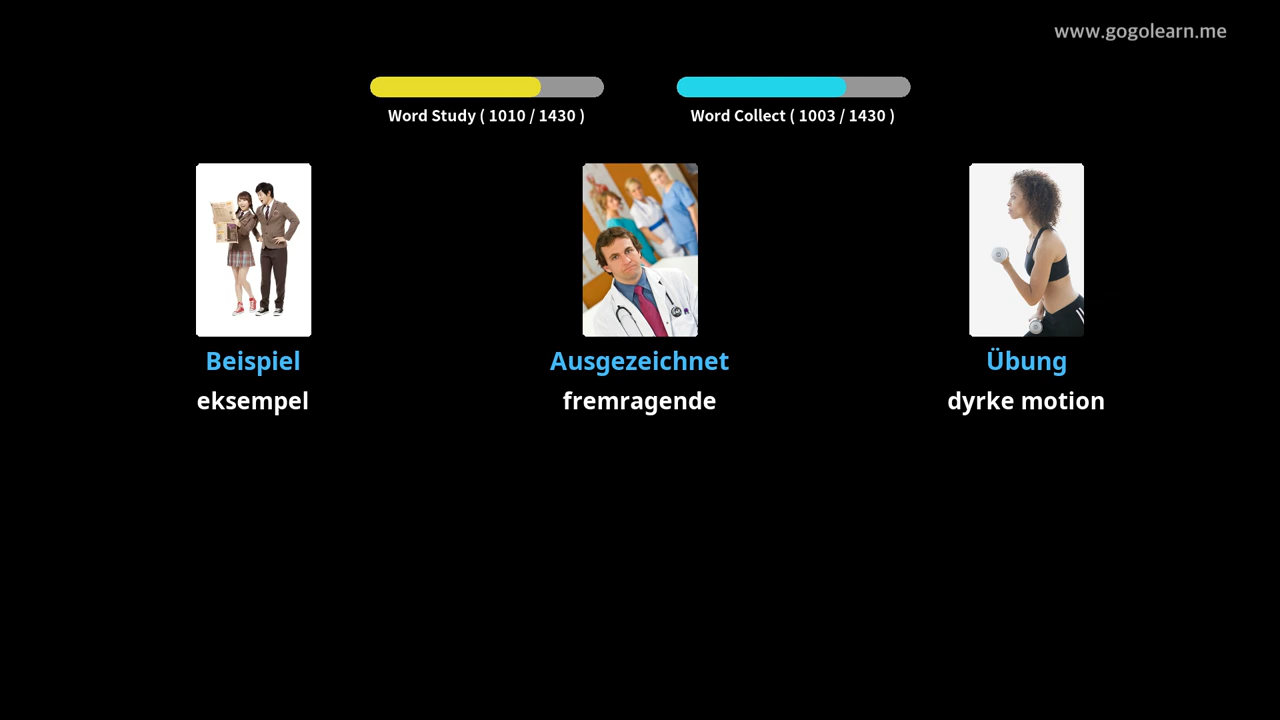 www.gogolearn.me
Word Study ( 1010 / 1430 )
Word Collect ( 1003 / 1430 )
Beispiel
eksempel
Ausgezeichnet
fremragende
Übung
dyrke motion